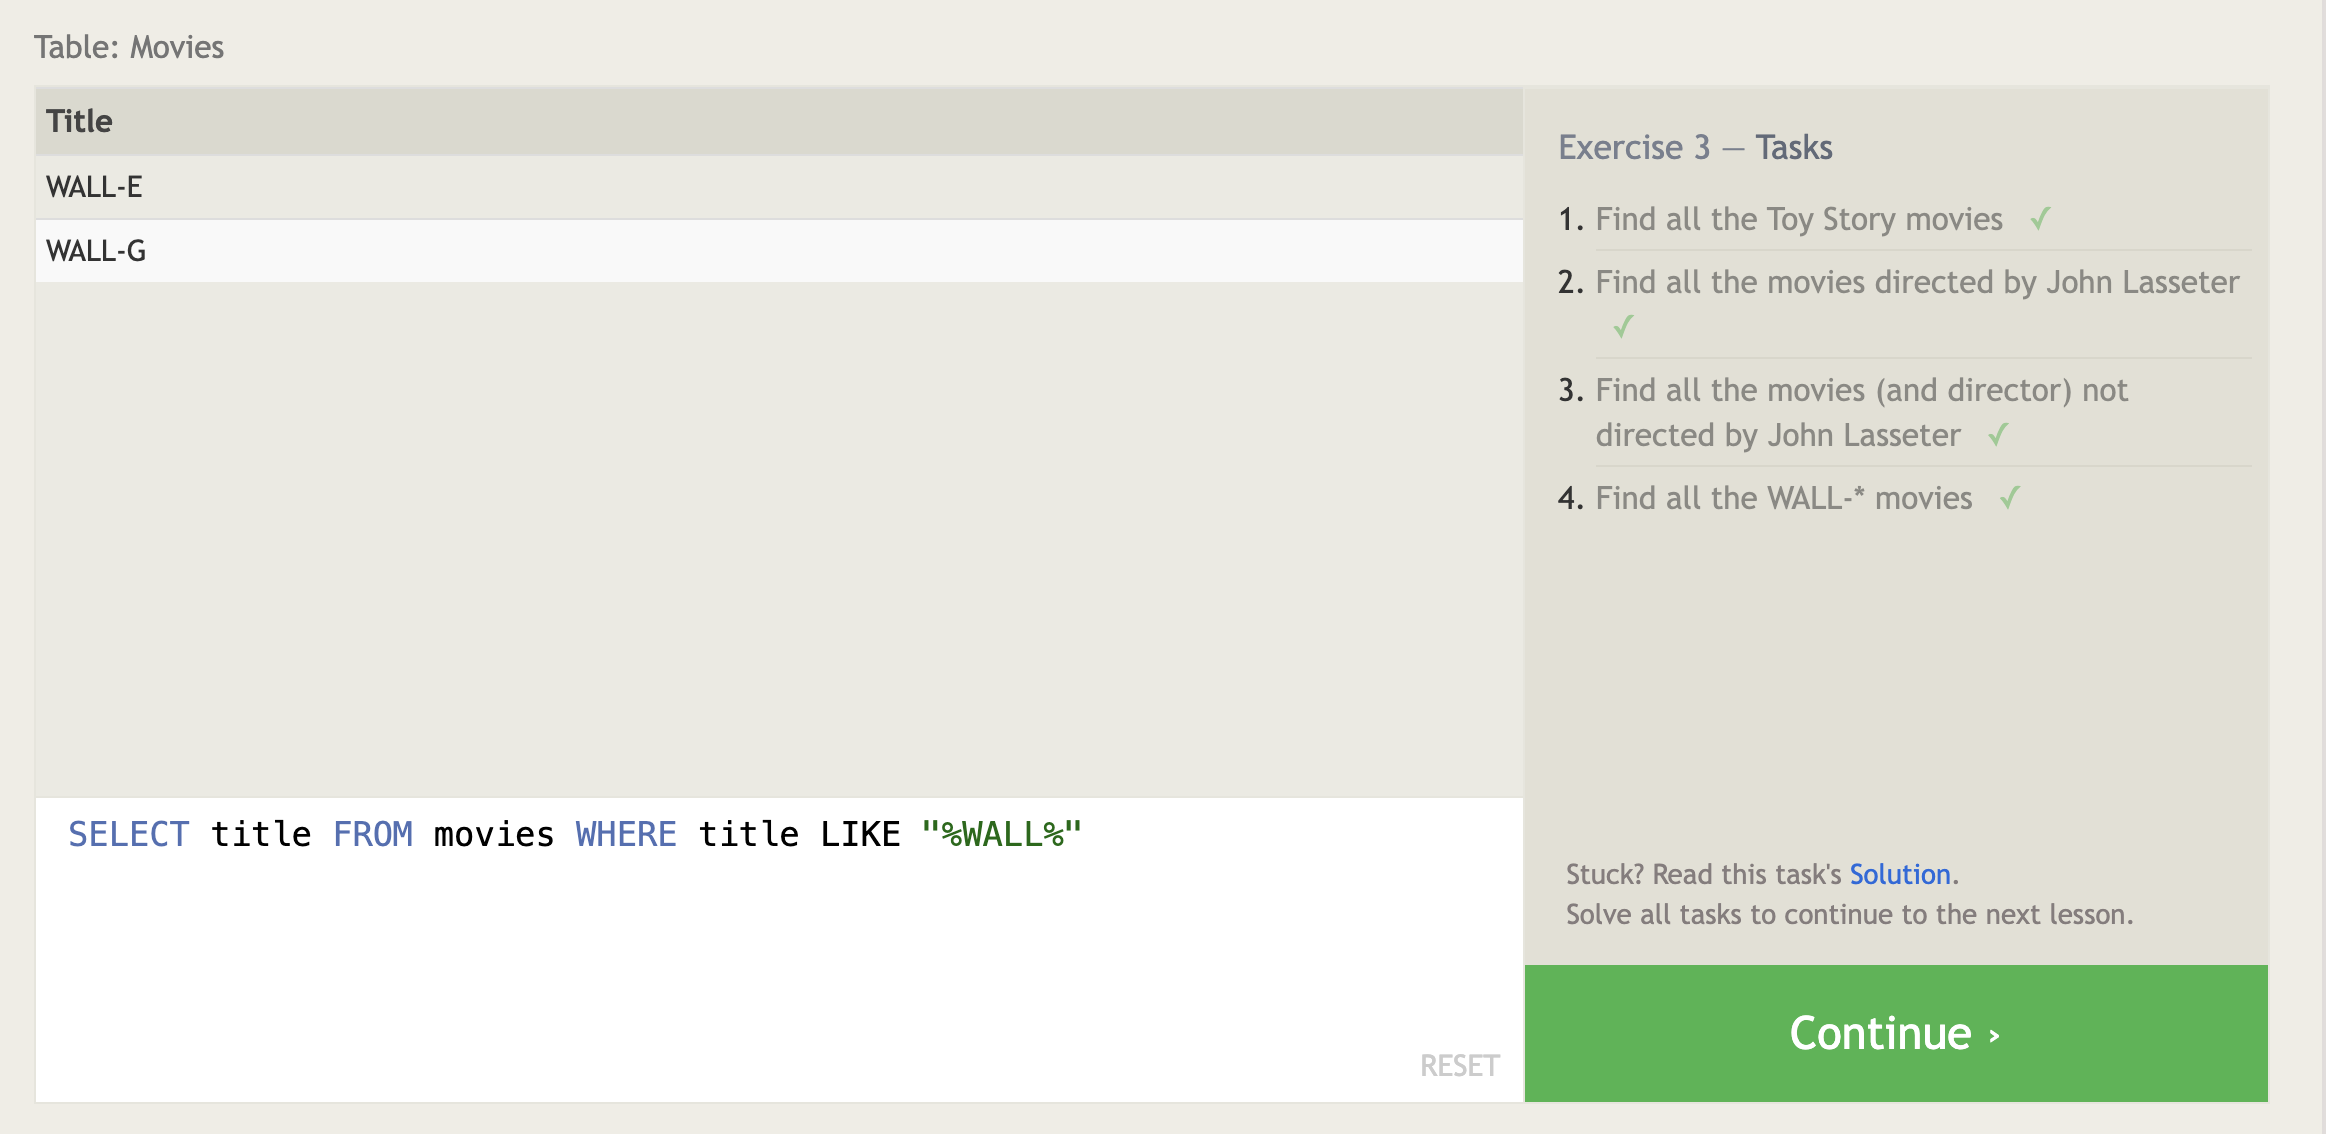 Table: Movies
Title
WALL-E
WALL-G
SELECT title FROM movies WHERE title LIKE "%WALL%"
RESET
Exercise 3 — Tasks
1. Find all the Toy Story movies ✓
2. Find all the movies directed by John Lasseter
✓
3. Find all the movies (and director) not
directed by John Lasseter ✓
4. Find all the WALL-* movies ✓
Stuck? Read this task's Solution.
Solve all tasks to continue to the next lesson.
Continue ›